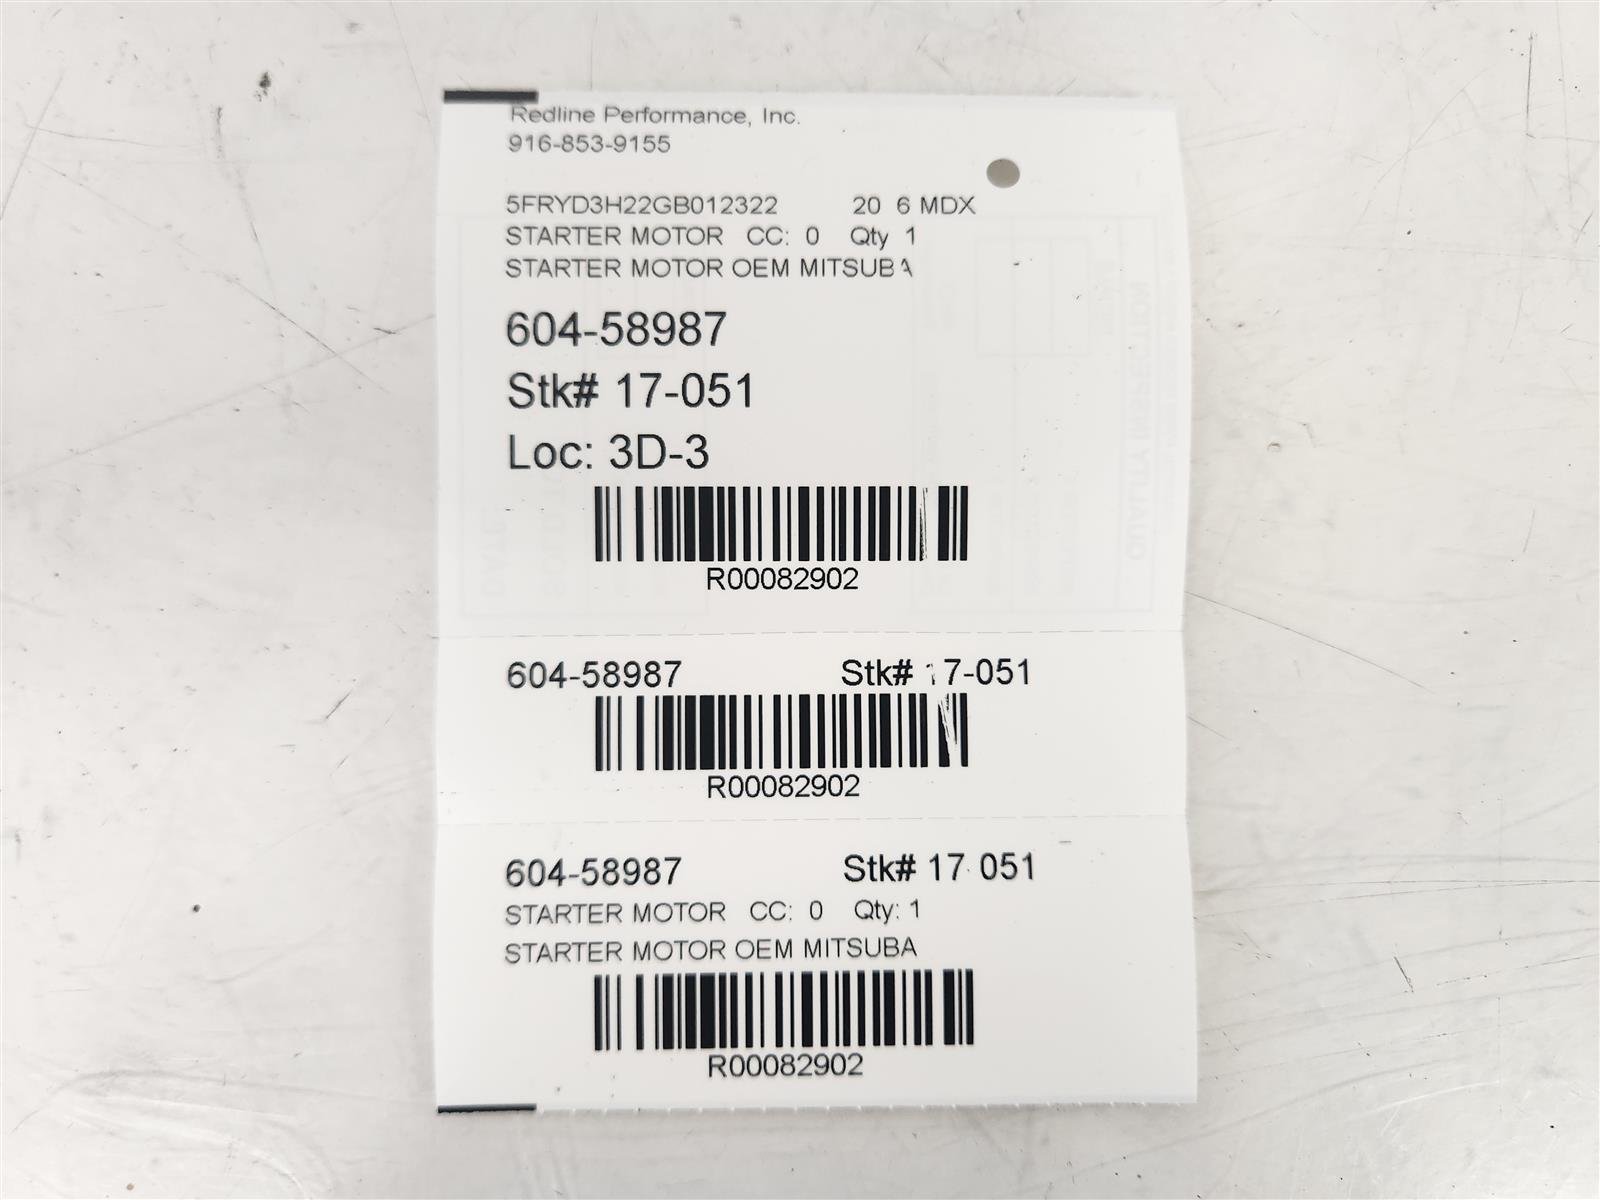 Redline Performance, Inc.
916-853-9155
5FRYD3H22GB012322 20 6 MDX
STARTER MOTOR CC: 0 Qty 1
STARTER MOTOR OEM MITSUBA
604-58987
Stk# 17-051
Loc: 3D-3
R00082902
604-58987 Stk# 17-051
R00082902
604-58987 Stk# 17 051
STARTER MOTOR CC: 0 Qty: 1
STARTER MOTOR OEM MITSUBA
R00082902